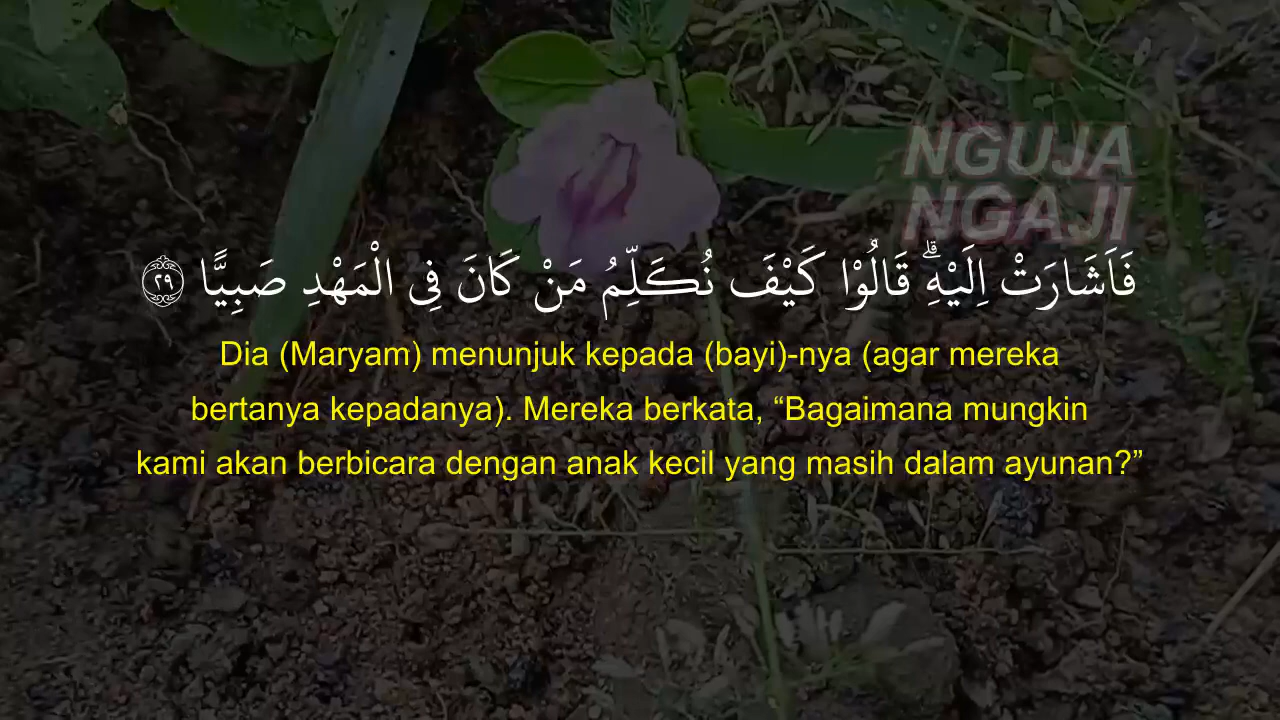 NGUJA
NGAJI
فَاَشَارَتْ اِلَيْهِۗ قَالُوْا كَيْفَ نُكَلِّمُ مَنْ كَانَ فِى الْمَهْدِ صَبِيًّا ٢٩
Dia (Maryam) menunjuk kepada (bayi)-nya (agar mereka
bertanya kepadanya). Mereka berkata, “Bagaimana mungkin
kami akan berbicara dengan anak kecil yang masih dalam ayunan?”